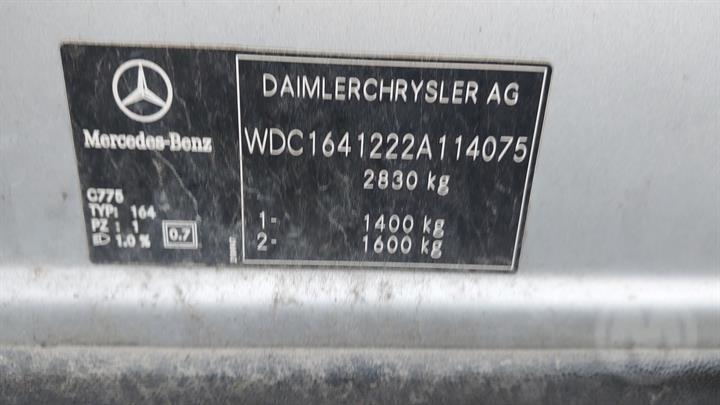 DAIMLERCHRYSLER AG
Mercedes-Benz
WDC1641222A114075
2830 kg
C775
TYP: 164
PZ : 1
1.0 %
0.7
1- 1400 kg
2- 1600 kg